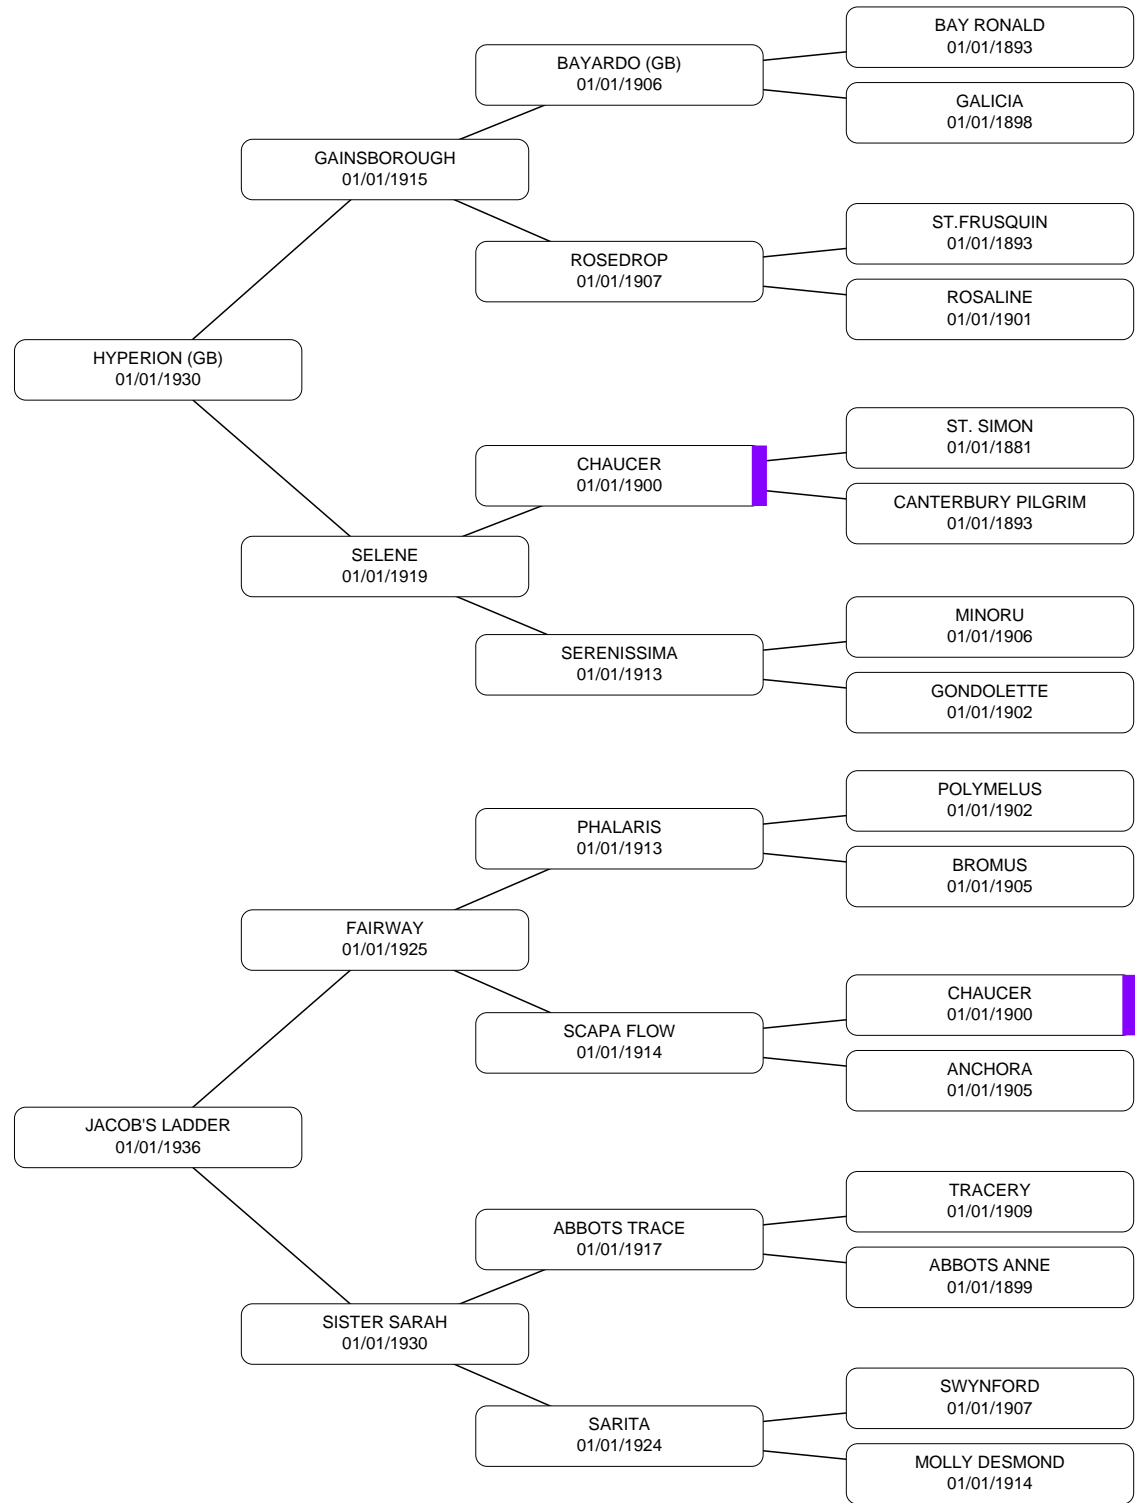 BAY RONALD
01/01/1893
BAYARDO (GB)
01/01/1906
GALICIA
01/01/1898
GAINSBOROUGH
01/01/1915
ST.FRUSQUIN
01/01/1893
ROSEDROP
01/01/1907
ROSALINE
01/01/1901
HYPERION (GB)
01/01/1930
ST. SIMON
01/01/1881
CHAUCER
01/01/1900
CANTERBURY PILGRIM
01/01/1893
SELENE
01/01/1919
MINORU
01/01/1906
SERENISSIMA
01/01/1913
GONDOLETTE
01/01/1902
POLYMELUS
01/01/1902
PHALARIS
01/01/1913
BROMUS
01/01/1905
FAIRWAY
01/01/1925
CHAUCER
01/01/1900
SCAPA FLOW
01/01/1914
ANCHORA
01/01/1905
JACOB'S LADDER
01/01/1936
TRACERY
01/01/1909
ABBOTS TRACE
01/01/1917
ABBOTS ANNE
01/01/1899
SISTER SARAH
01/01/1930
SWYNFORD
01/01/1907
SARITA
01/01/1924
MOLLY DESMOND
01/01/1914